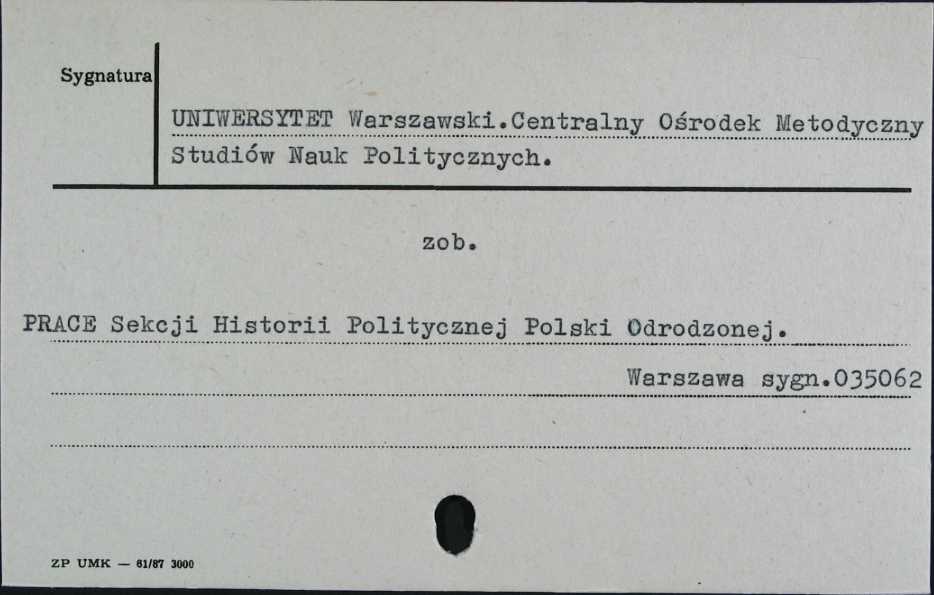 Sygnatura
UNIWERSYTET Warszawski.Centralny Ośrodek Metodyczny
Studiów Nauk Politycznych.
zob.
PRACE Sekcji Historii Politycznej Polski Odrodzonej.
Warszawa sygn.035062
ZP UMK — 61/87 3000